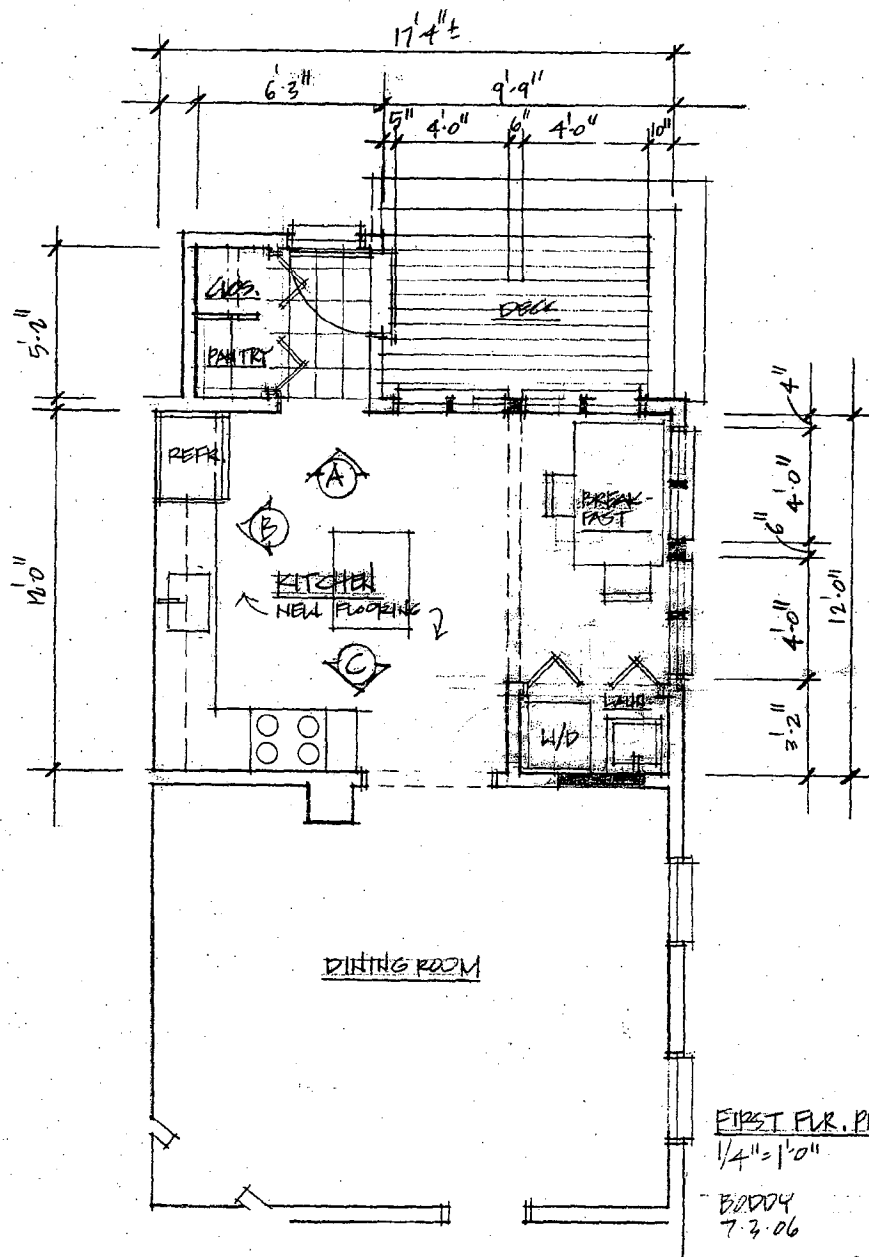 17'-4"±
6'-3"
9'-9"
5"
4'-0"
6"
4'-0"
10"
5'-2"
CLOS.
PANTRY
DECK
4"
REFR
A
B
BREAK-
FAST
4'-0"
6"
12'-0"
KITCHEN
NEW FLOORING
C
4'-0"
12'-0"
W/D
3'-2"
DINING ROOM
FIRST FLR. P
1/4"=1'-0"
BODDY
7.3.06